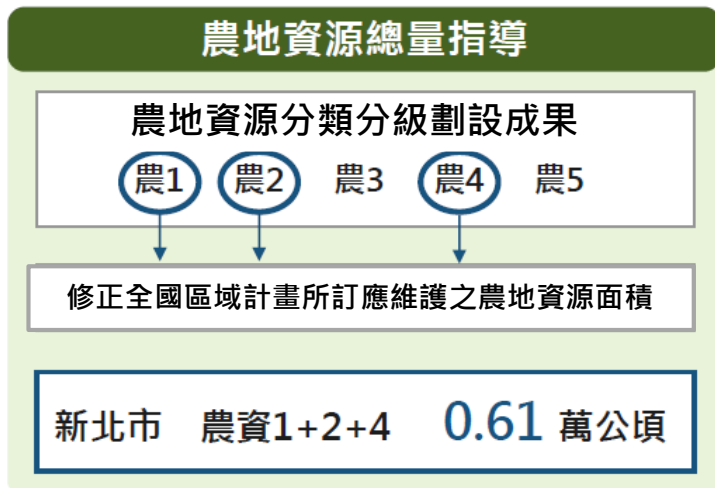 農地資源總量指導
農地資源分類分級劃設成果
農1 農2 農3 農4 農5
修正全國區域計畫所訂應維護之農地資源面積
新北市 農資1+2+4 0.61 萬公頃